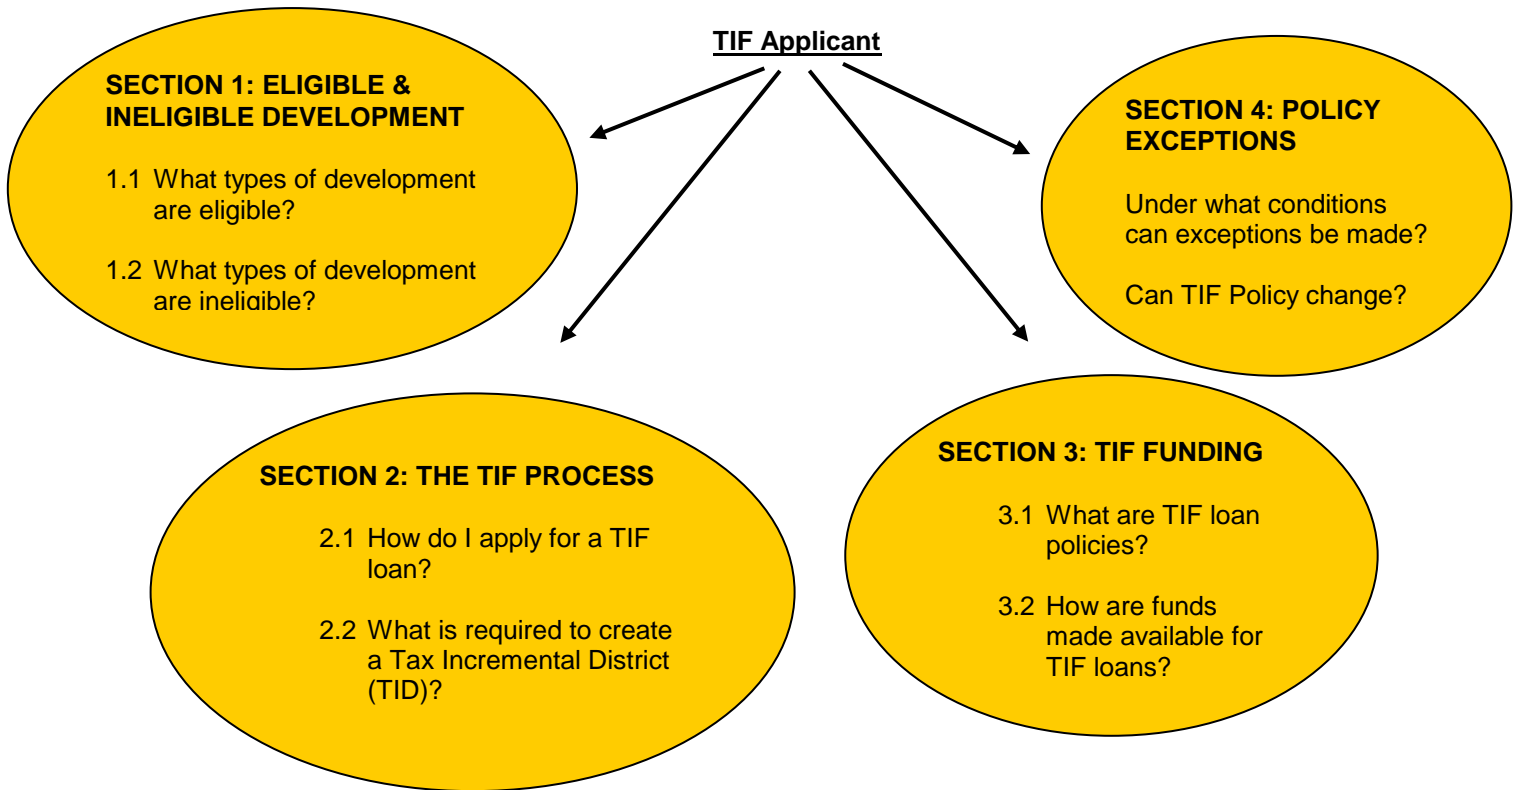 TIF Applicant
SECTION 1: ELIGIBLE &
INELIGIBLE DEVELOPMENT
1.1 What types of development
are eligible?
1.2 What types of development
are ineligible?
SECTION 4: POLICY
EXCEPTIONS
Under what conditions
can exceptions be made?
Can TIF Policy change?
SECTION 2: THE TIF PROCESS
2.1 How do I apply for a TIF
loan?
2.2 What is required to create
a Tax Incremental District
(TID)?
SECTION 3: TIF FUNDING
3.1 What are TIF loan
policies?
3.2 How are funds
made available for
TIF loans?